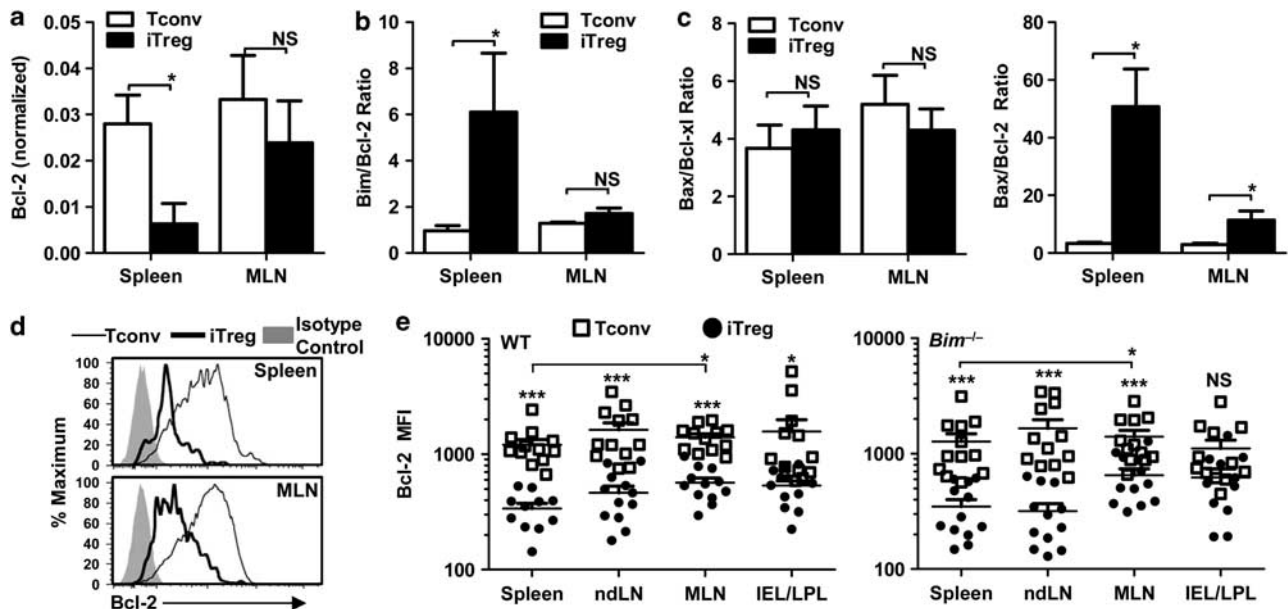 a
Tconv
iTreg
Bcl-2 (normalized)
0.05
0.04
0.03
0.02
0.01
0.00
*
NS
Spleen
MLN
b
Tconv
iTreg
Bim/Bcl-2 Ratio
10
8
6
4
2
0
*
NS
Spleen
MLN
c
Tconv
iTreg
Bax/Bcl-xl Ratio
8
6
4
2
0
NS
NS
Spleen
MLN
Bax/Bcl-2 Ratio
80
60
40
20
0
*
*
Spleen
MLN
d
Tconv
iTreg
Isotype
Control
% Maximum
100
80
60
40
20
0
Spleen
100
80
60
40
20
0
MLN
Bcl-2
e
Tconv
iTreg
Bcl-2 MFI
10000
1000
100
WT
*
*
***
***
***
Spleen
ndLN
MLN
IEL/LPL
10000
1000
100
Bim–/–
*
***
***
***
NS
Spleen
ndLN
MLN
IEL/LPL